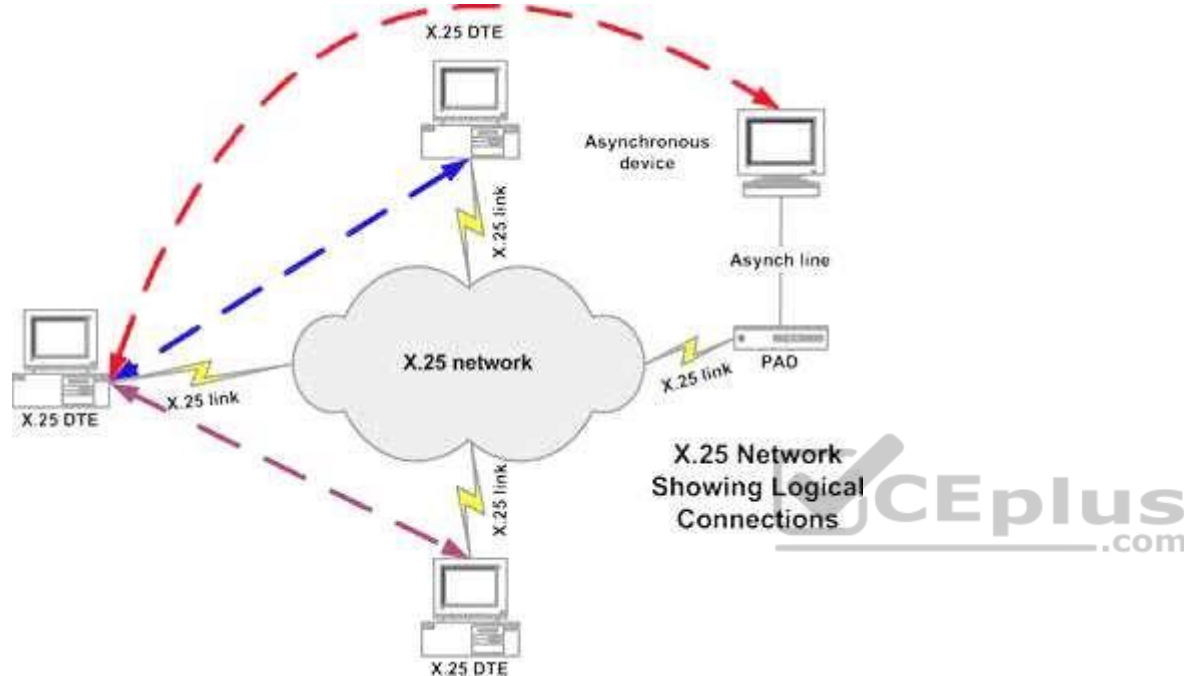 X.25 DTE
Asynchronous
device
X.25 link
Asynch line
X.25 network
PAD
X.25 link
X.25 link
X.25 DTE
X.25 link
X.25 Network
Showing Logical
Connections
CEplus
.com
X.25 DTE